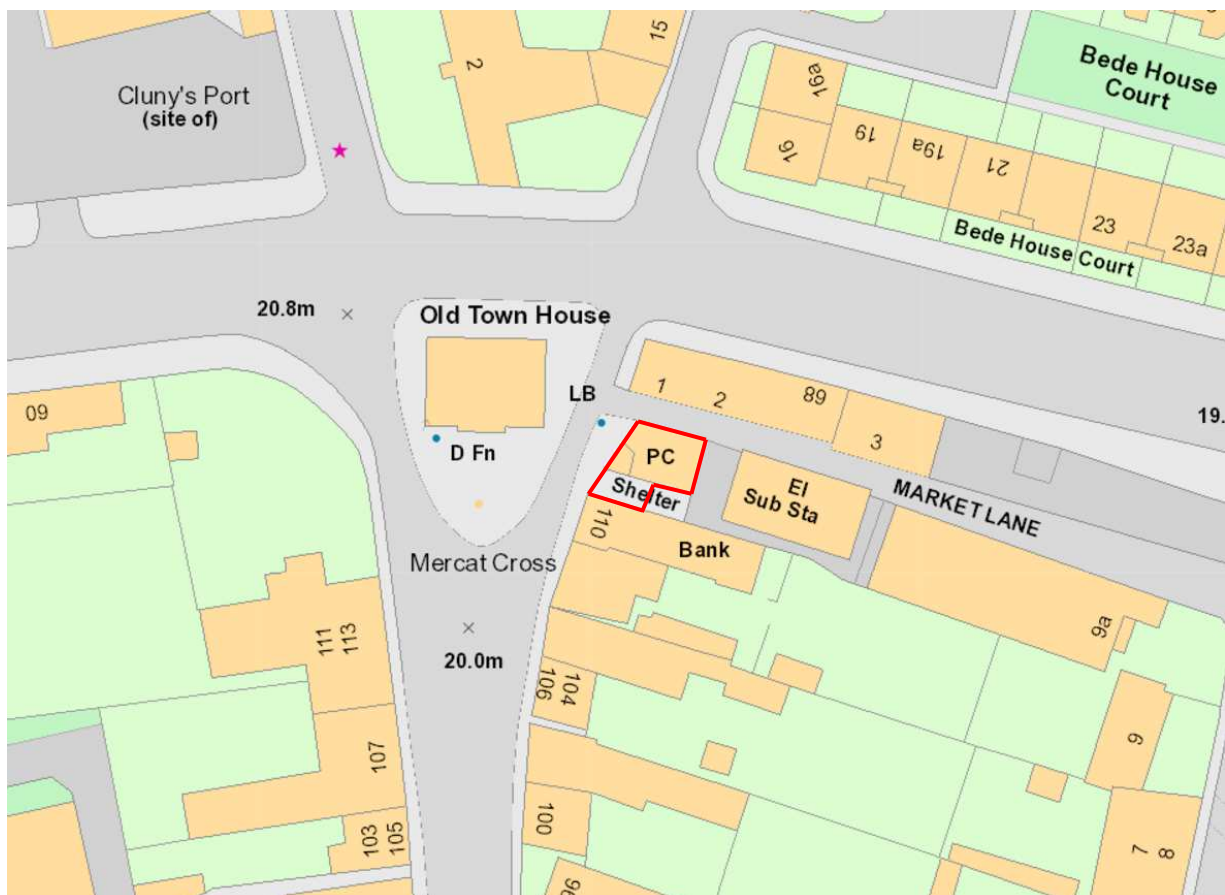 15
2
Cluny's Port
(site of)
Bede House
Court
16a
16
19
19a
21
23
23a
Bede House Court
20.8m
Old Town House
LB
D Fn
1
2
89
3
19.
09
PC
Shelter
El
Sub Sta
MARKET LANE
110
Bank
Mercat Cross
111
113
20.0m
9a
104
106
9
107
100
103
105
7
8
96